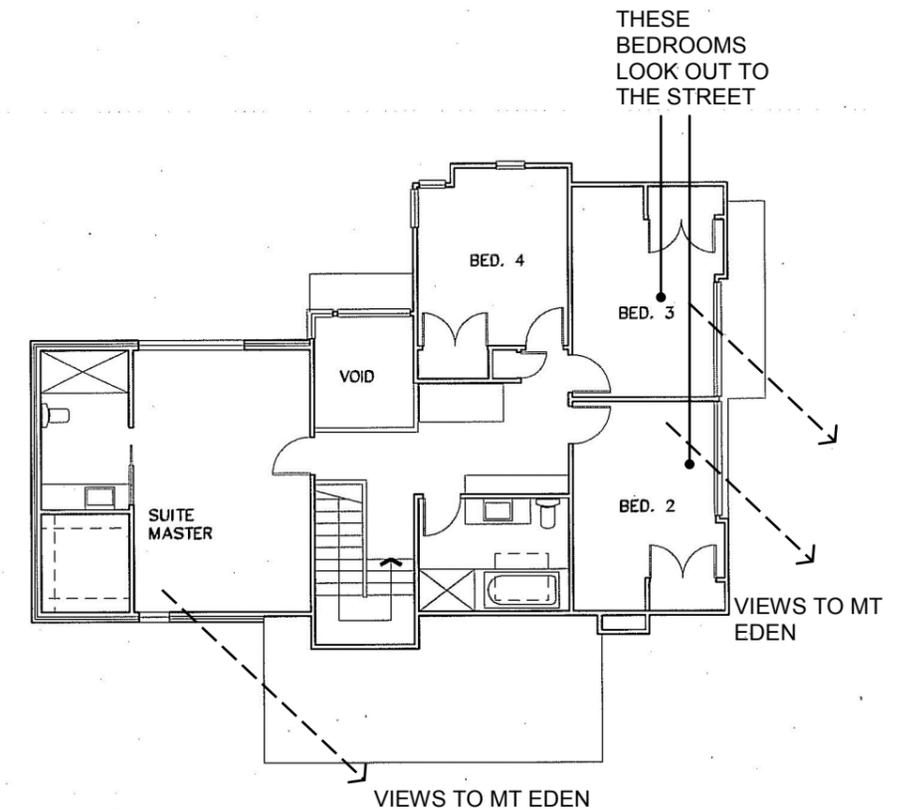 THESE
BEDROOMS
LOOK OUT TO
THE STREET
BED. 4
BED. 3
VOID
SUITE
MASTER
BED. 2
VIEWS TO MT
EDEN
VIEWS TO MT EDEN